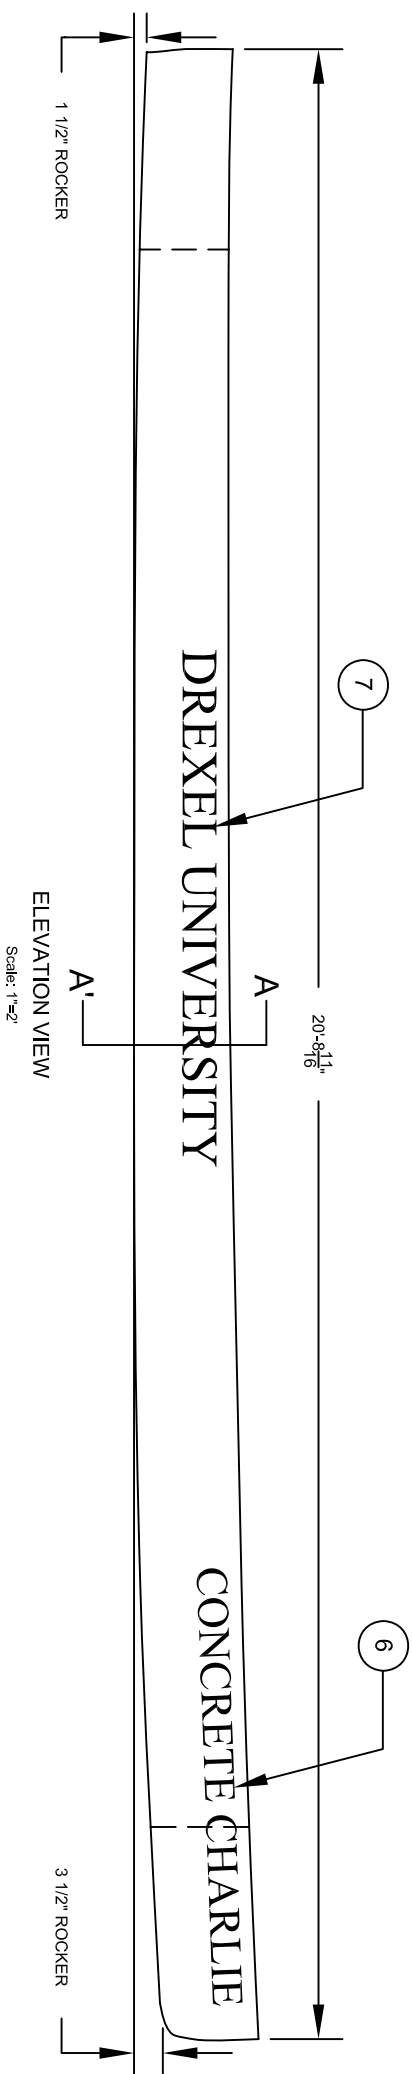 7
6
20'-8 11/16"
A
DREXEL UNIVERSITY
CONCRETE CHARLIE
A'
1 1/2" ROCKER
3 1/2" ROCKER
ELEVATION VIEW
Scale: 1"=2'